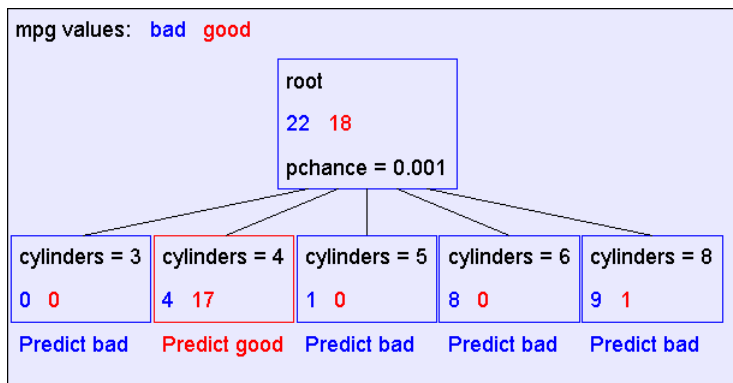 mpg values: bad good
root
22 18
pchance = 0.001
cylinders = 3 cylinders = 4 cylinders = 5 cylinders = 6 cylinders = 8
0 0 4 17 1 0 8 0 9 1
Predict bad Predict good Predict bad Predict bad Predict bad